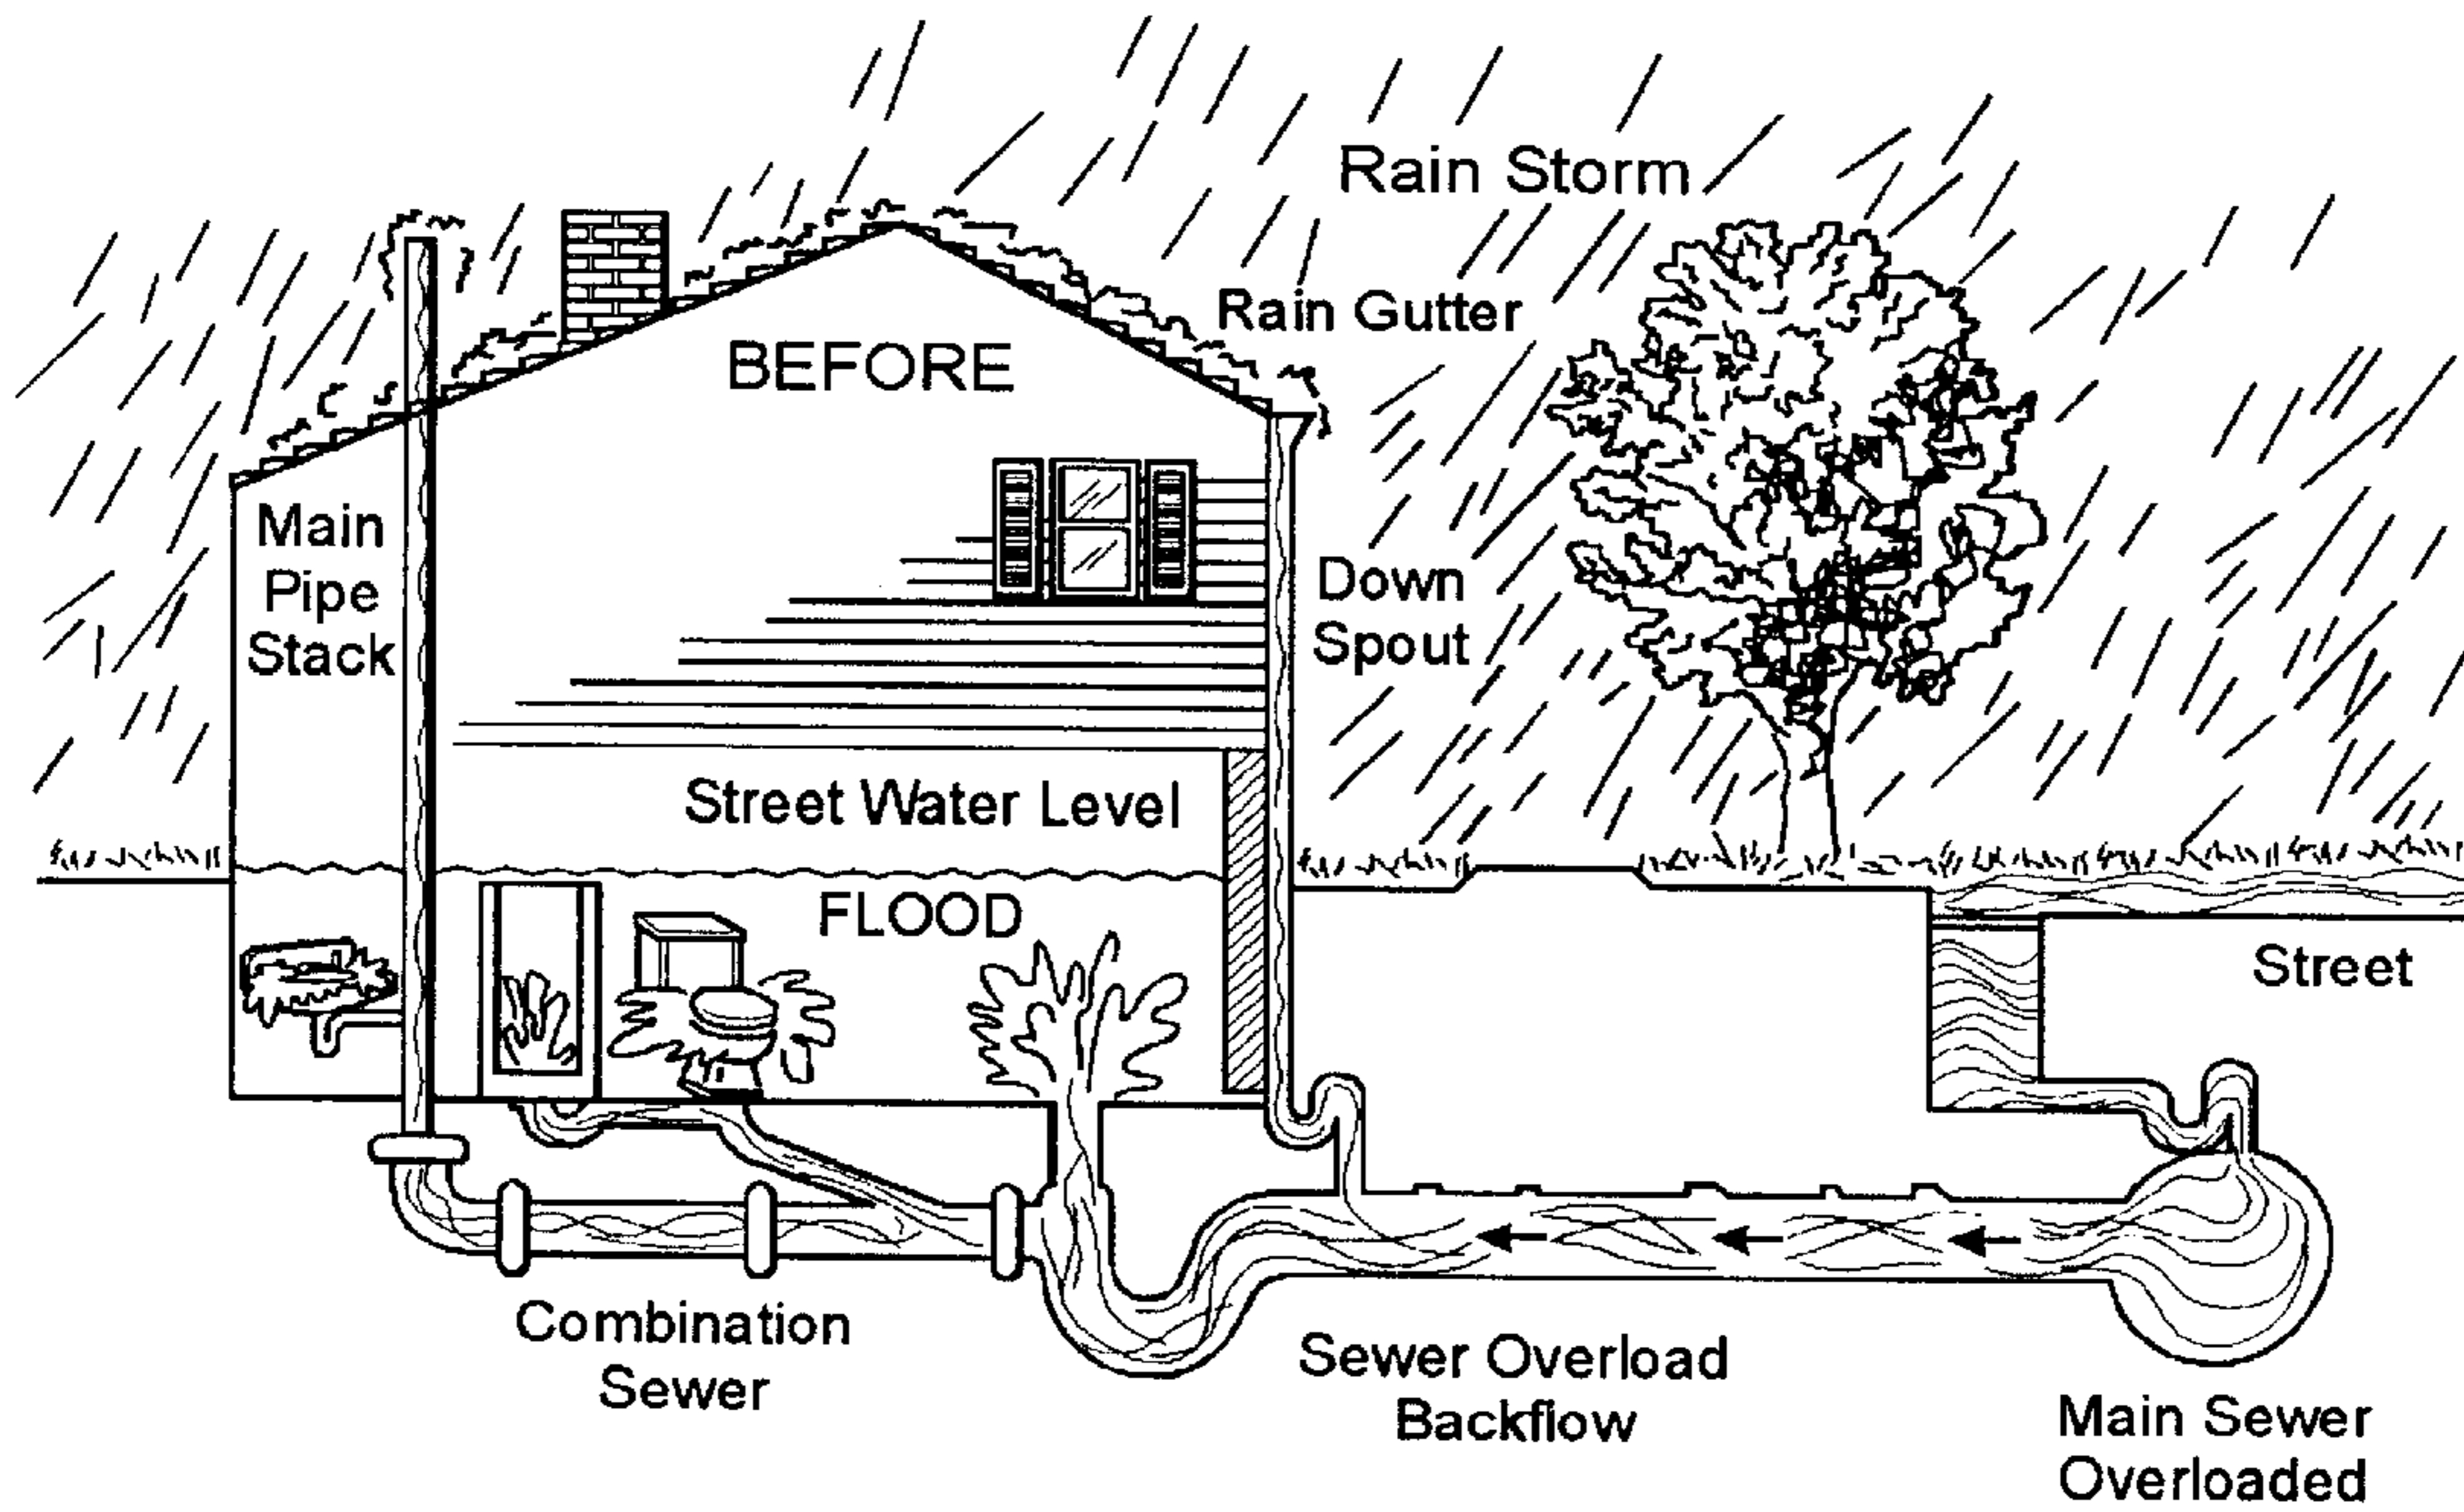 Rain Storm
Rain Gutter
BEFORE
Main
Pipe
Stack
Down
Spout
Street Water Level
FLOOD
Street
Combination
Sewer
Sewer Overload
Backflow
Main Sewer
Overloaded